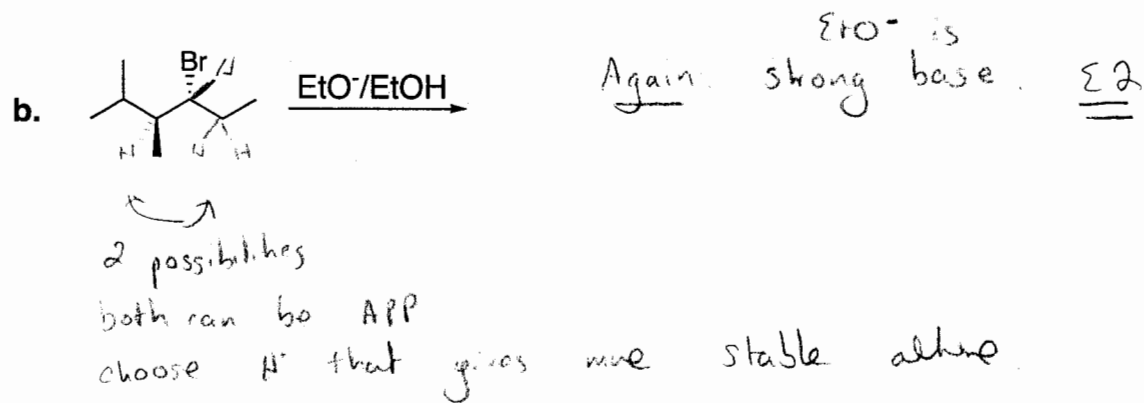 EtO⁻ is
Again. strong base. E2
b.
Br H
EtO⁻/EtOH
H H H
2 possibilities
both can be APP
choose H that gives more stable alkene.